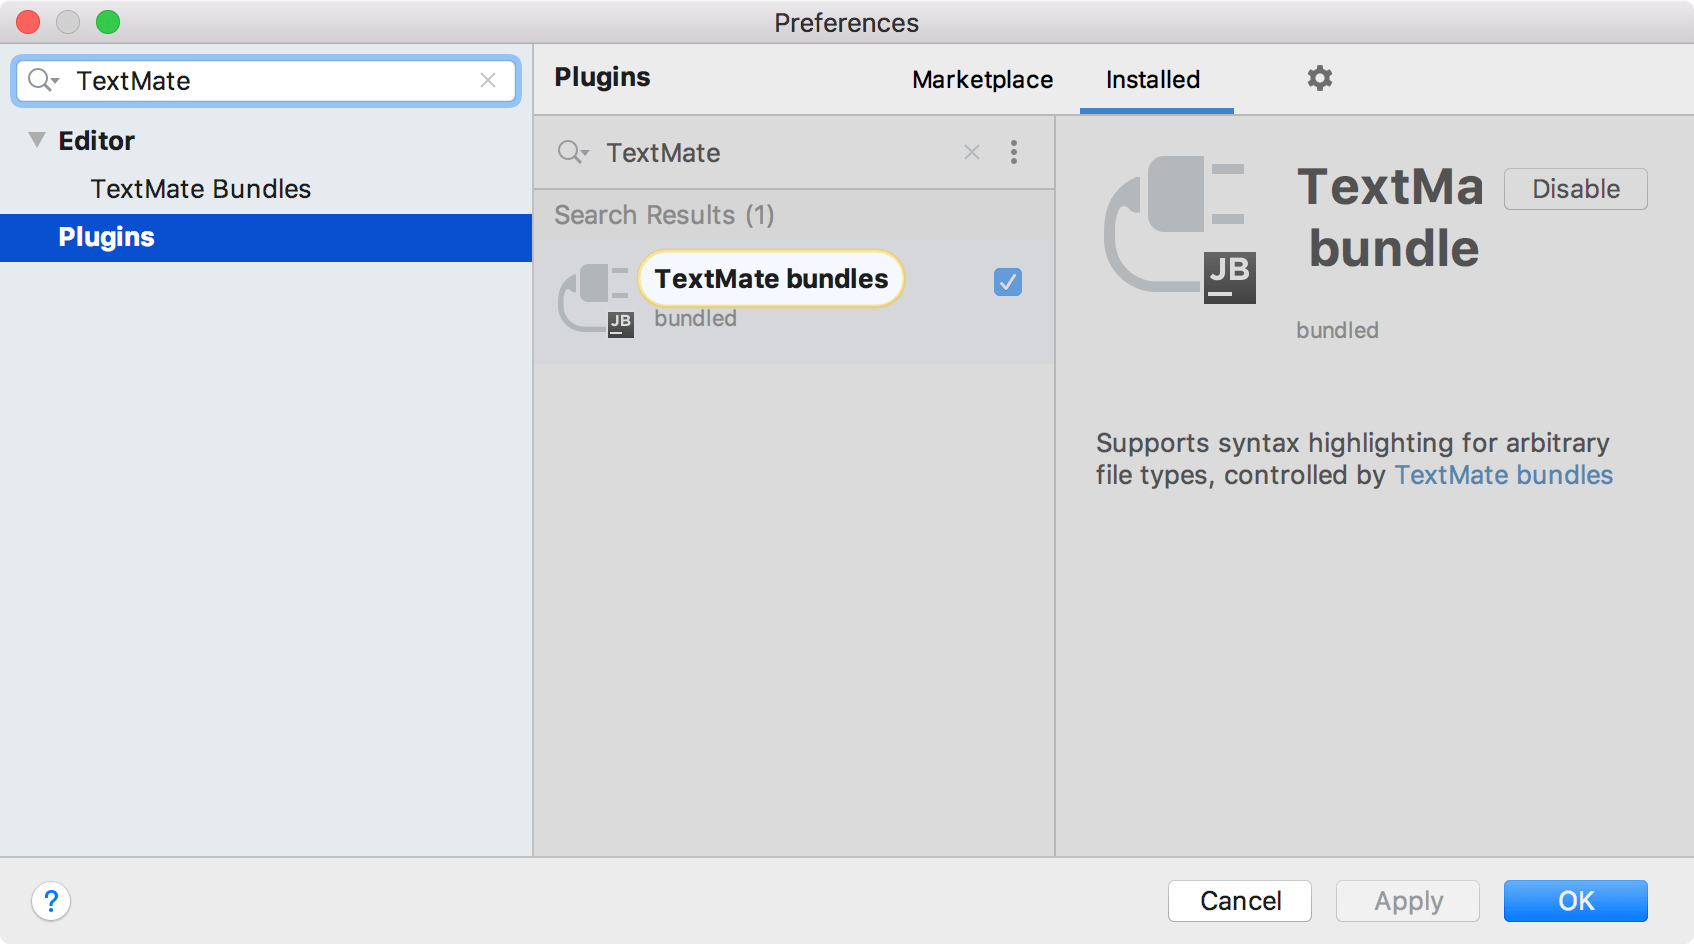 Preferences
TextMate
Editor
TextMate Bundles
Plugins
Plugins
Marketplace
Installed
TextMate
Search Results (1)
TextMate bundles
bundled
JB
JB
TextMa
bundle
Disable
bundled
Supports syntax highlighting for arbitrary
file types, controlled by TextMate bundles
?
Cancel
Apply
OK